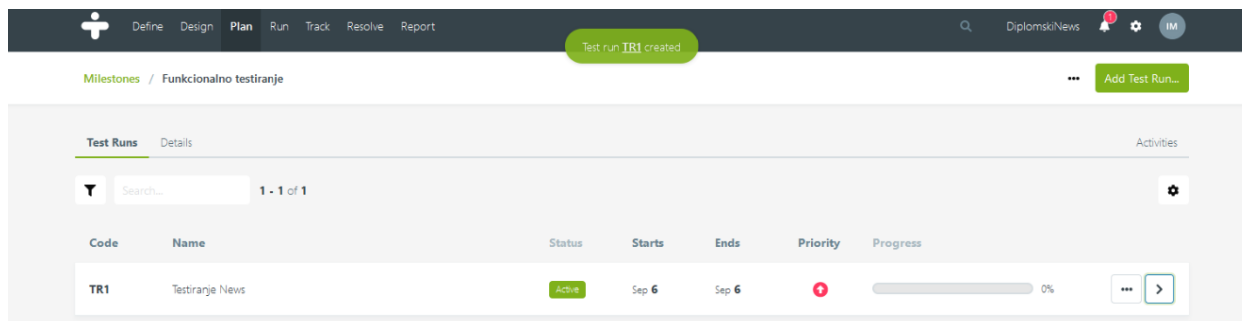 Define Design Plan Run Track Resolve Report DiplomskiNews 1 IM
Test run TR1 created
Milestones / Funkcionalno testiranje ••• Add Test Run...
Test Runs Details Activities
Search... 1 - 1 of 1
Code Name Status Starts Ends Priority Progress
TR1 Testiranje News Active Sep 6 Sep 6 0% •••